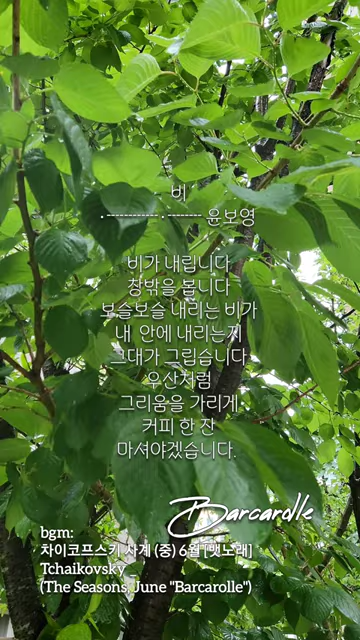 비
.------------.------- 윤보영
비가 내립니다
창밖을 봅니다
보슬보슬 내리는 비가
내 안에 내리는지
그대가 그립습니다
우산처럼
그리움을 가리게
커피 한 잔
마셔야겠습니다.
Barcarolle
bgm:
차이코프스키 사계 (중) 6월 [뱃노래]
Tchaikovsky
(The Seasons, June "Barcarolle")